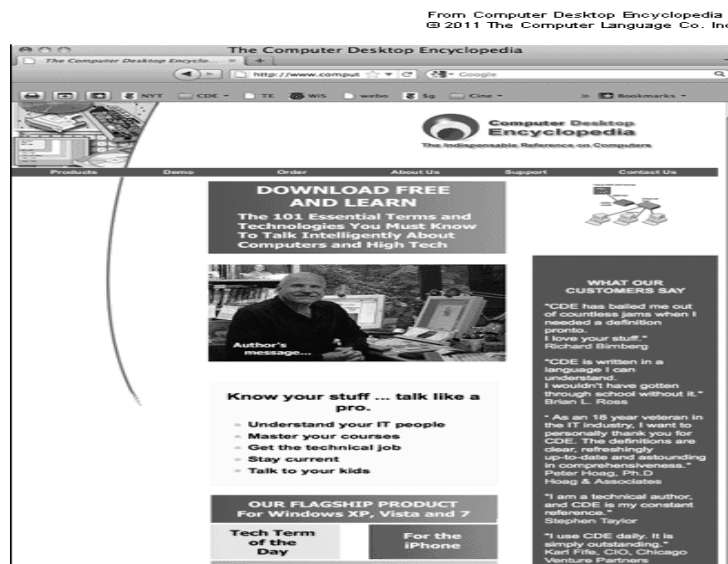 From Computer Desktop Encyclopedia
© 2011 The Computer Language Co. Inc
The Computer Desktop Encyclopedia
The Computer Desktop Encyclo...
http://www.comput
Google
NYT CDE TE WIS webo Sg Cine Bookmarks
Computer Desktop
Encyclopedia
The Indispensable Reference on Computers
Products Demo Order About Us Support Contact Us
DOWNLOAD FREE
AND LEARN
The 101 Essential Terms and
Technologies You Must Know
To Talk Intelligently About
Computers and High Tech
Author's
message...
Know your stuff ... talk like a
pro.
Understand your IT people
Master your courses
Get the technical job
Stay current
Talk to your kids
OUR FLAGSHIP PRODUCT
For Windows XP, Vista and 7
Tech Term
of the
Day
For the
iPhone
WHAT OUR
CUSTOMERS SAY
"CDE has bailed me out
of countless jams when I
needed a definition
pronto.
I love your stuff."
Richard Birnberg
"CDE is written in a
language I can
understand.
I wouldn't have gotten
through school without it."
Brian L. Ross
" As an 18 year veteran in
the IT industry, I want to
personally thank you for
CDE. The definitions are
clear, refreshingly
up-to-date and astounding
in comprehensiveness."
Peter Hoag, Ph.D
Hoag & Associates
"I am a technical author,
and CDE is my constant
reference."
Stephen Taylor
"I use CDE daily. It is
simply outstanding."
Karl Fife, CIO, Chicago
Venture Partners